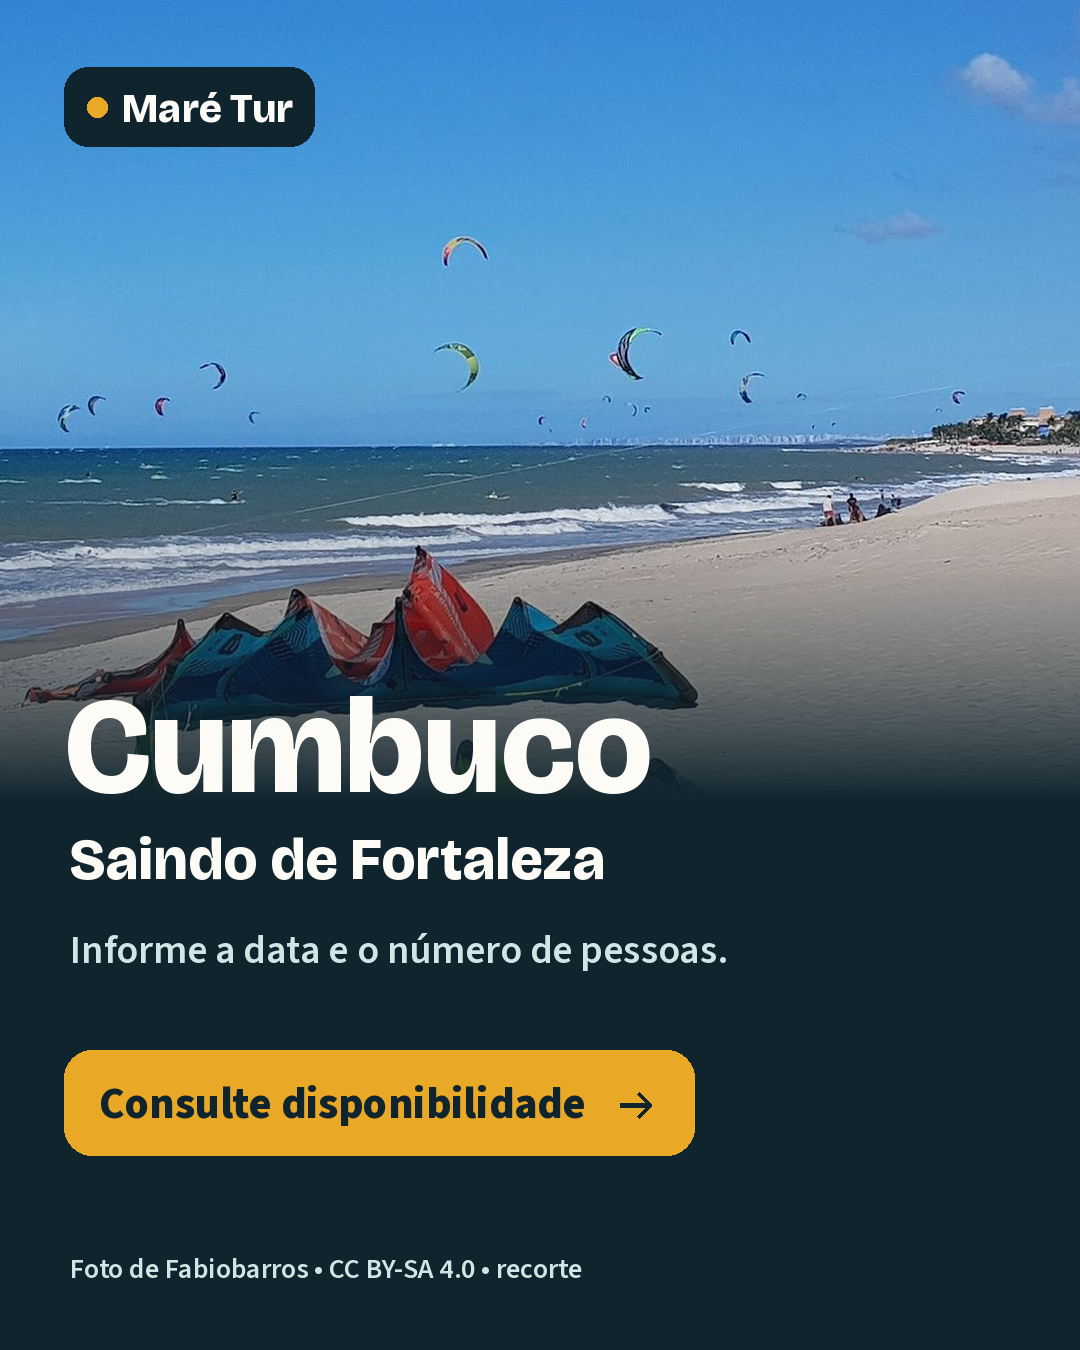 Maré Tur
Cumbuco
Saindo de Fortaleza
Informe a data e o número de pessoas.
Consulte disponibilidade →
Foto de Fabiobarros • CC BY-SA 4.0 • recorte